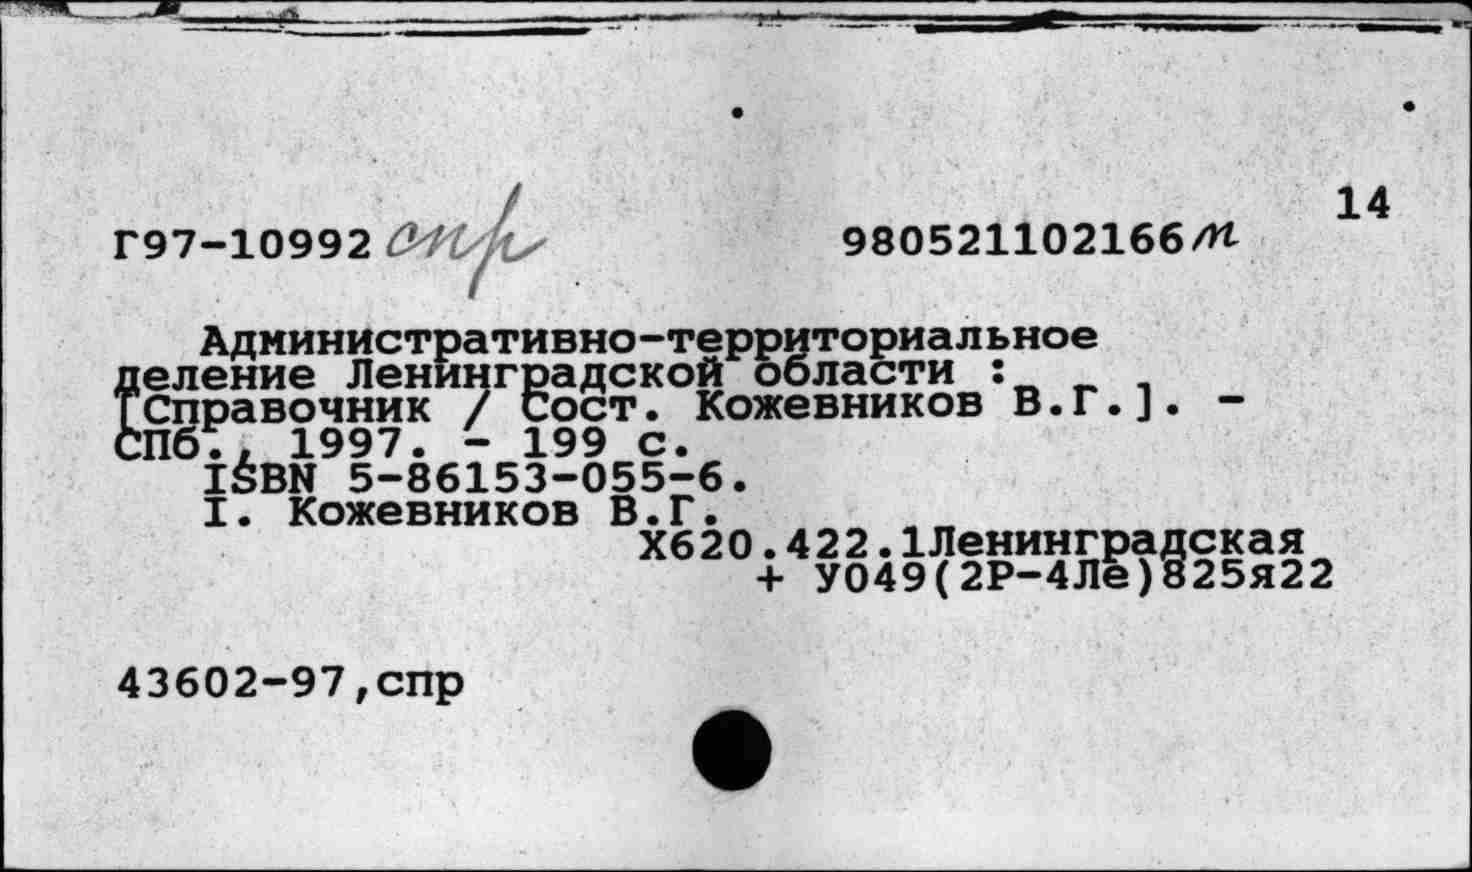 14
Г97-10992 спр 980521102166 м
Административно-территориальное
деление Ленинградской области :
[Справочник / Сост. Кожевников В.Г.]. -
СПб., 1997. - 199 с.
ISBN 5-86153-055-6.
I. Кожевников В.Г.
Х620.422.1Ленинградская
+ У049(2Р-4Ле)825я22
43602-97,спр